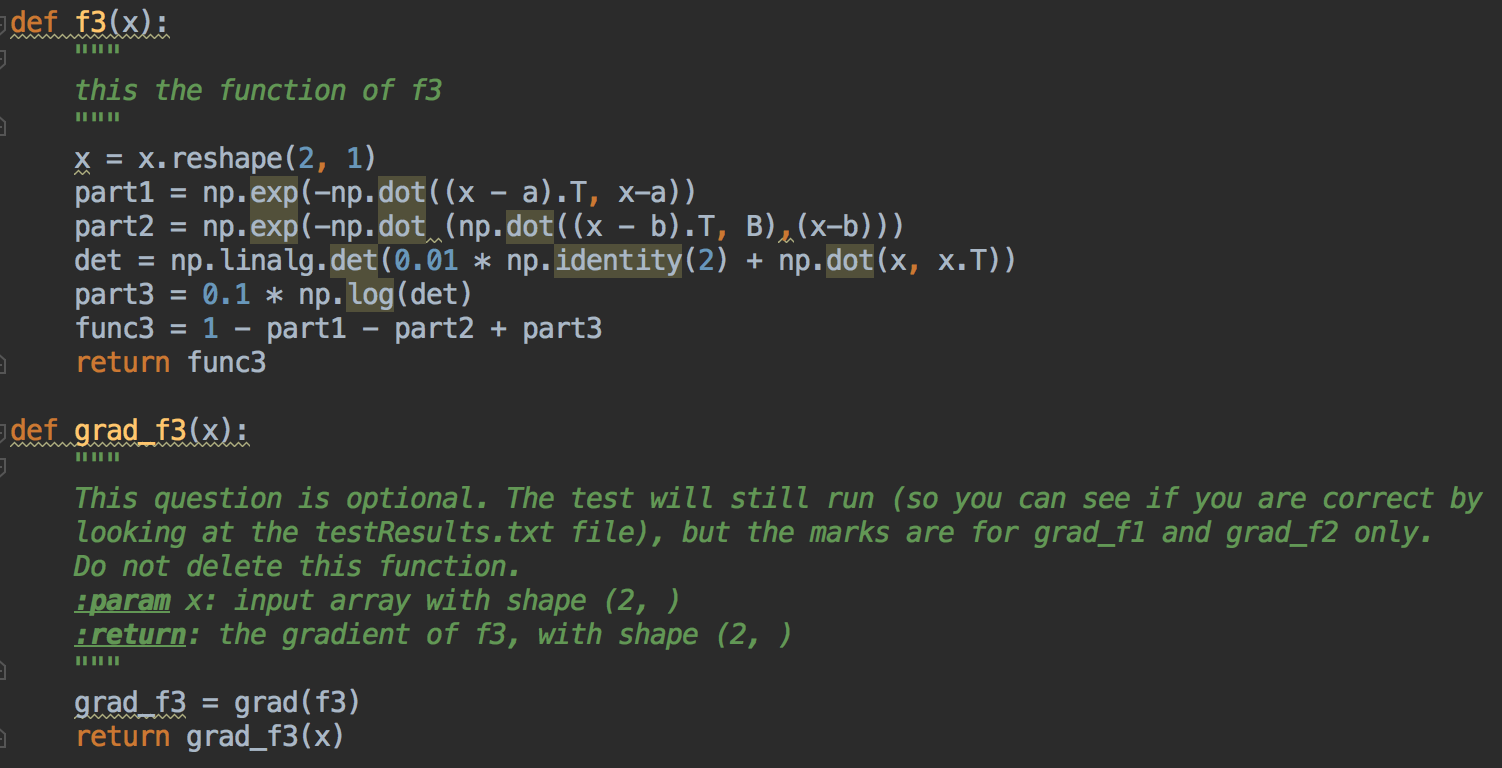 def f3(x):
    """
    this the function of f3
    """
    x = x.reshape(2, 1)
    part1 = np.exp(-np.dot((x - a).T, x-a))
    part2 = np.exp(-np.dot (np.dot((x - b).T, B),(x-b)))
    det = np.linalg.det(0.01 * np.identity(2) + np.dot(x, x.T))
    part3 = 0.1 * np.log(det)
    func3 = 1 - part1 - part2 + part3
    return func3

def grad_f3(x):
    """
    This question is optional. The test will still run (so you can see if you are correct by
    looking at the testResults.txt file), but the marks are for grad_f1 and grad_f2 only.
    Do not delete this function.
    :param x: input array with shape (2, )
    :return: the gradient of f3, with shape (2, )
    """
    grad_f3 = grad(f3)
    return grad_f3(x)